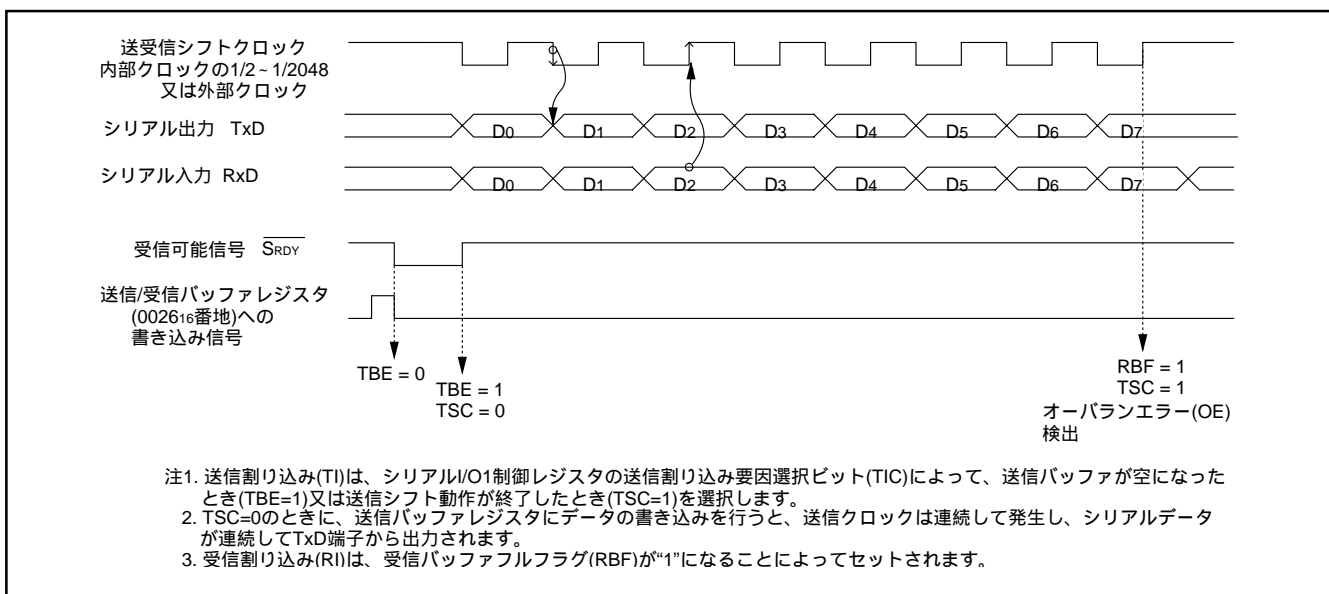 送受信シフトクロック
内部クロックの1/2~1/2048
又は外部クロック
シリアル出力 TxD
D0 D1 D2 D3 D4 D5 D6 D7
シリアル入力 RxD
D0 D1 D2 D3 D4 D5 D6 D7
受信可能信号 SRDY
送信/受信バッファレジスタ
(002616番地)への
書き込み信号
TBE = 0
TBE = 1
TSC = 0
RBF = 1
TSC = 1
オーバランエラー(OE)
検出
注1. 送信割り込み(TI)は、シリアルI/O1制御レジスタの送信割り込み要因選択ビット(TIC)によって、送信バッファが空になった
とき(TBE=1)又は送信シフト動作が終了したとき(TSC=1)を選択します。
2. TSC=0のときに、送信バッファレジスタにデータの書き込みを行うと、送信クロックは連続して発生し、シリアルデータ
が連続してTxD端子から出力されます。
3. 受信割り込み(RI)は、受信バッファフルフラグ(RBF)が“1”になることによってセットされます。